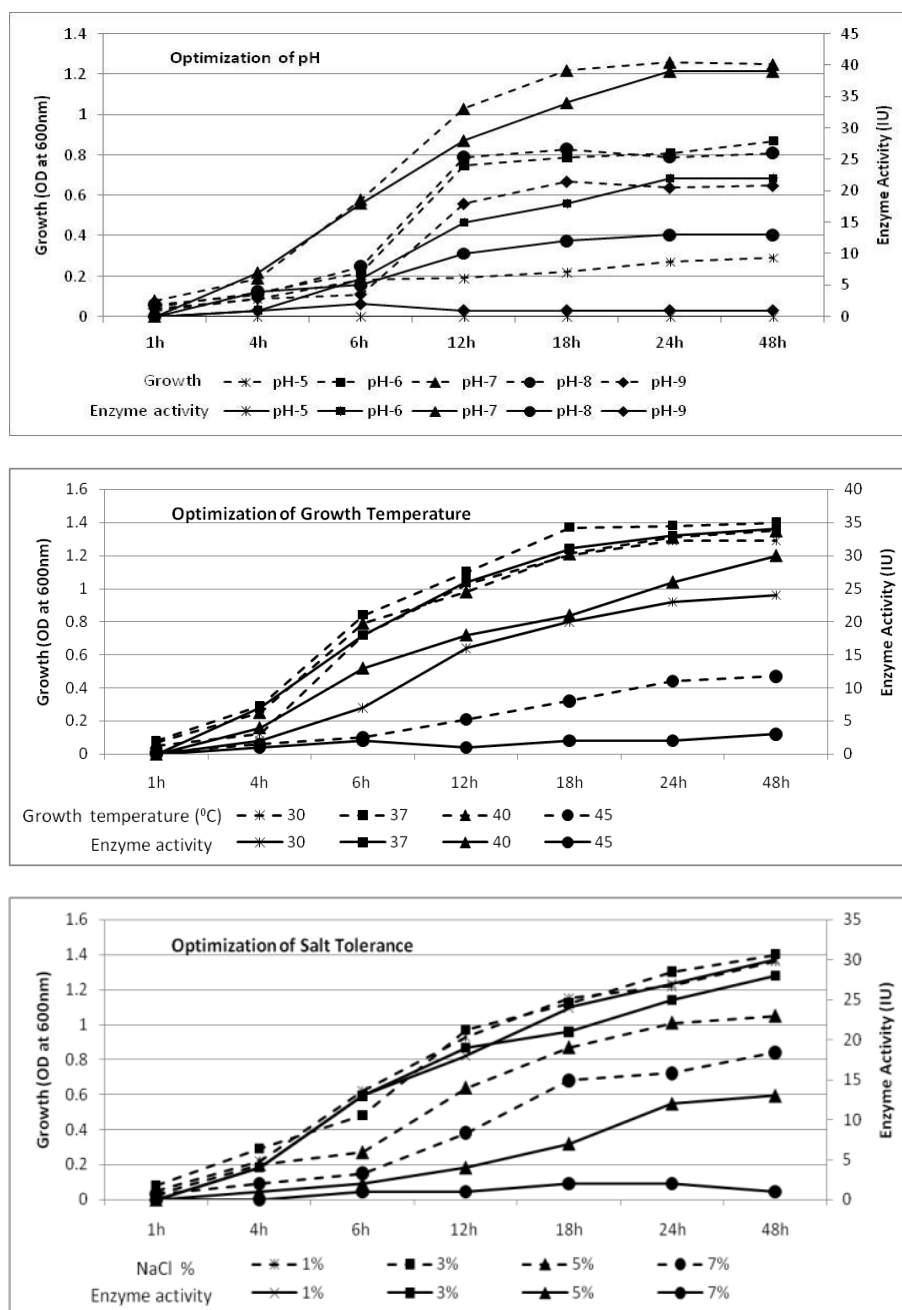 Optimization of pH
Growth (OD at 600nm)
Enzyme Activity (IU)
1.4
1.2
1
0.8
0.6
0.4
0.2
0
45
40
35
30
25
20
15
10
5
0
1h 4h 6h 12h 18h 24h 48h
Growth pH-5 pH-6 pH-7 pH-8 pH-9
Enzyme activity pH-5 pH-6 pH-7 pH-8 pH-9
Optimization of Growth Temperature
Growth (OD at 600nm)
Enzyme Activity (IU)
1.6
1.4
1.2
1
0.8
0.6
0.4
0.2
0
40
35
30
25
20
15
10
5
0
1h 4h 6h 12h 18h 24h 48h
Growth temperature (⁰C) 30 37 40 45
Enzyme activity 30 37 40 45
Optimization of Salt Tolerance
Growth (OD at 600nm)
Enzyme Activity (IU)
1.6
1.4
1.2
1
0.8
0.6
0.4
0.2
0
35
30
25
20
15
10
5
0
1h 4h 6h 12h 18h 24h 48h
NaCl % 1% 3% 5% 7%
Enzyme activity 1% 3% 5% 7%